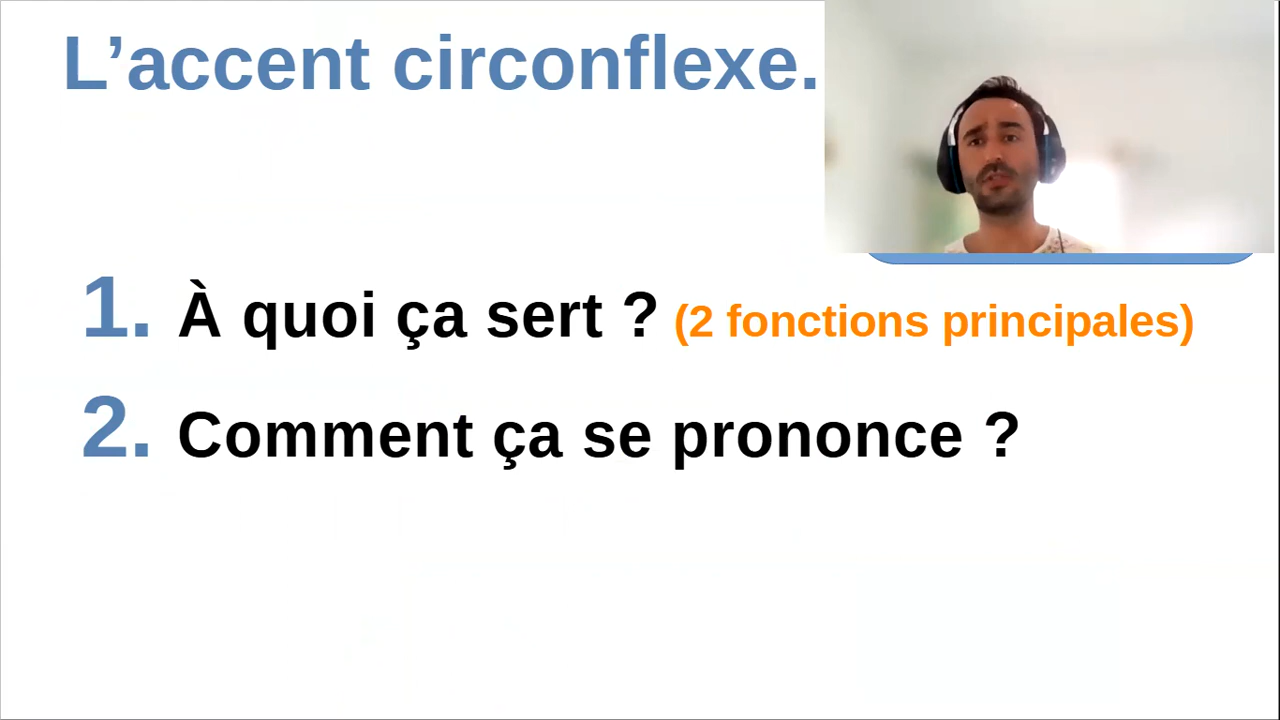 L’accent circonflexe.
1. À quoi ça sert ? (2 fonctions principales)
2. Comment ça se prononce ?